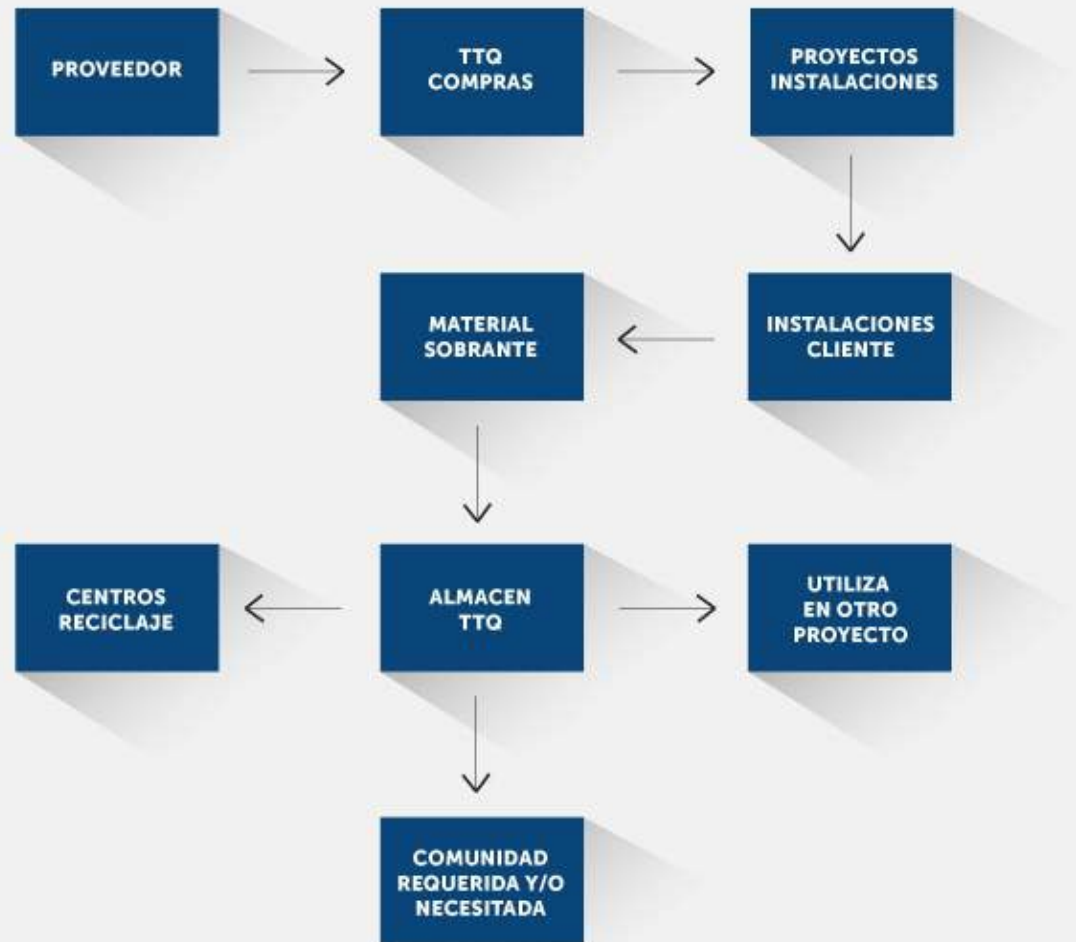 PROVEEDOR
TTQ
COMPRAS
PROYECTOS
INSTALACIONES
MATERIAL
SOBRANTE
INSTALACIONES
CLIENTE
CENTROS
RECICLAJE
ALMACEN
TTQ
UTILIZA
EN OTRO
PROYECTO
COMUNIDAD
REQUERIDA Y/O
NECESITADA